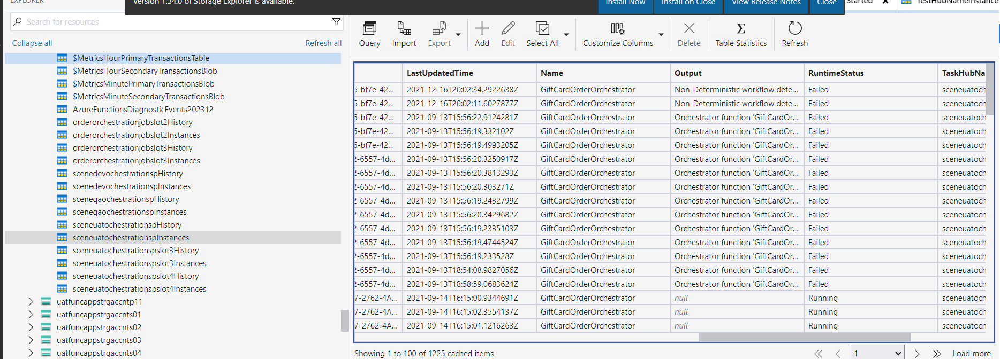 EXPLORER
Version 1.34.0 of Storage Explorer is available.
Install Now
Install on Close
View Release Notes
Close
Started
TestHubNameInstance
Search for resources
Collapse all
Refresh all
Query
Import
Export
Add
Edit
Select All
Customize Columns
Delete
Table Statistics
Refresh
$MetricsHourPrimaryTransactionsTable
$MetricsHourSecondaryTransactionsBlob
$MetricsMinutePrimaryTransactionsBlob
$MetricsMinuteSecondaryTransactionsBlob
AzureFunctionsDiagnosticEvents202312
orderorchestrationjobslot2History
orderorchestrationjobslot2Instances
orderorchestrationjobslot3History
orderorchestrationjobslot3Instances
scenedevochestrationspHistory
scenedevochestrationspInstances
sceneqaochestrationspHistory
sceneqaochestrationspInstances
sceneuatochestrationspHistory
sceneuatochestrationspInstances
sceneuatochestrationspslot3History
sceneuatochestrationspslot3Instances
sceneuatochestrationspslot4History
sceneuatochestrationspslot4Instances
uatfuncappstrgaccntp11
uatfuncappstrgaccnts01
uatfuncappstrgaccnts02
uatfuncappstrgaccnts03
uatfuncappstrgaccnts04
LastUpdatedTime Name Output RuntimeStatus TaskHubNa
5-bf7e-42... 2021-12-16T20:02:34.2922638Z GiftCardOrderOrchestrator Non-Deterministic workflow dete... Failed sceneuatoch
5-bf7e-42... 2021-12-16T20:02:11.6027877Z GiftCardOrderOrchestrator Non-Deterministic workflow dete... Failed sceneuatoch
5-bf7e-42... 2021-09-13T15:56:22.9124281Z GiftCardOrderOrchestrator Orchestrator function 'GiftCardOr... Failed sceneuatoch
5-bf7e-42... 2021-09-13T15:56:19.332102Z GiftCardOrderOrchestrator Orchestrator function 'GiftCardOr... Failed sceneuatoch
5-bf7e-42... 2021-09-13T15:56:19.4993205Z GiftCardOrderOrchestrator Orchestrator function 'GiftCardOr... Failed sceneuatoch
2-6557-4d... 2021-09-13T15:56:20.3250917Z GiftCardOrderOrchestrator Orchestrator function 'GiftCardOr... Failed sceneuatoch
2-6557-4d... 2021-09-13T15:56:20.3813293Z GiftCardOrderOrchestrator Orchestrator function 'GiftCardOr... Failed sceneuatoch
2-6557-4d... 2021-09-13T15:56:20.303271Z GiftCardOrderOrchestrator Orchestrator function 'GiftCardOr... Failed sceneuatoch
2-6557-4d... 2021-09-13T15:56:19.2432799Z GiftCardOrderOrchestrator Orchestrator function 'GiftCardOr... Failed sceneuatoch
2-6557-4d... 2021-09-13T15:56:20.3429682Z GiftCardOrderOrchestrator Orchestrator function 'GiftCardOr... Failed sceneuatoch
2-6557-4d... 2021-09-13T15:56:19.2335103Z GiftCardOrderOrchestrator Orchestrator function 'GiftCardOr... Failed sceneuatoch
2-6557-4d... 2021-09-13T15:56:19.4744524Z GiftCardOrderOrchestrator Orchestrator function 'GiftCardOr... Failed sceneuatoch
2-6557-4d... 2021-09-13T15:56:19.233528Z GiftCardOrderOrchestrator Orchestrator function 'GiftCardOr... Failed sceneuatoch
2-6557-4d... 2021-09-13T18:54:08.9827056Z GiftCardOrderOrchestrator Orchestrator function 'GiftCardOr... Failed sceneuatoch
2-6557-4d... 2021-09-13T18:58:59.0683624Z GiftCardOrderOrchestrator Orchestrator function 'GiftCardOr... Failed sceneuatoch
7-2762-4A... 2021-09-14T16:15:00.9344691Z GiftCardOrderOrchestrator null Running sceneuatoch
7-2762-4A... 2021-09-14T16:15:02.3554137Z GiftCardOrderOrchestrator null Running sceneuatoch
7-2762-4A... 2021-09-14T16:15:01.1216263Z GiftCardOrderOrchestrator null Running sceneuatoch
Showing 1 to 100 of 1225 cached items
1
Load more